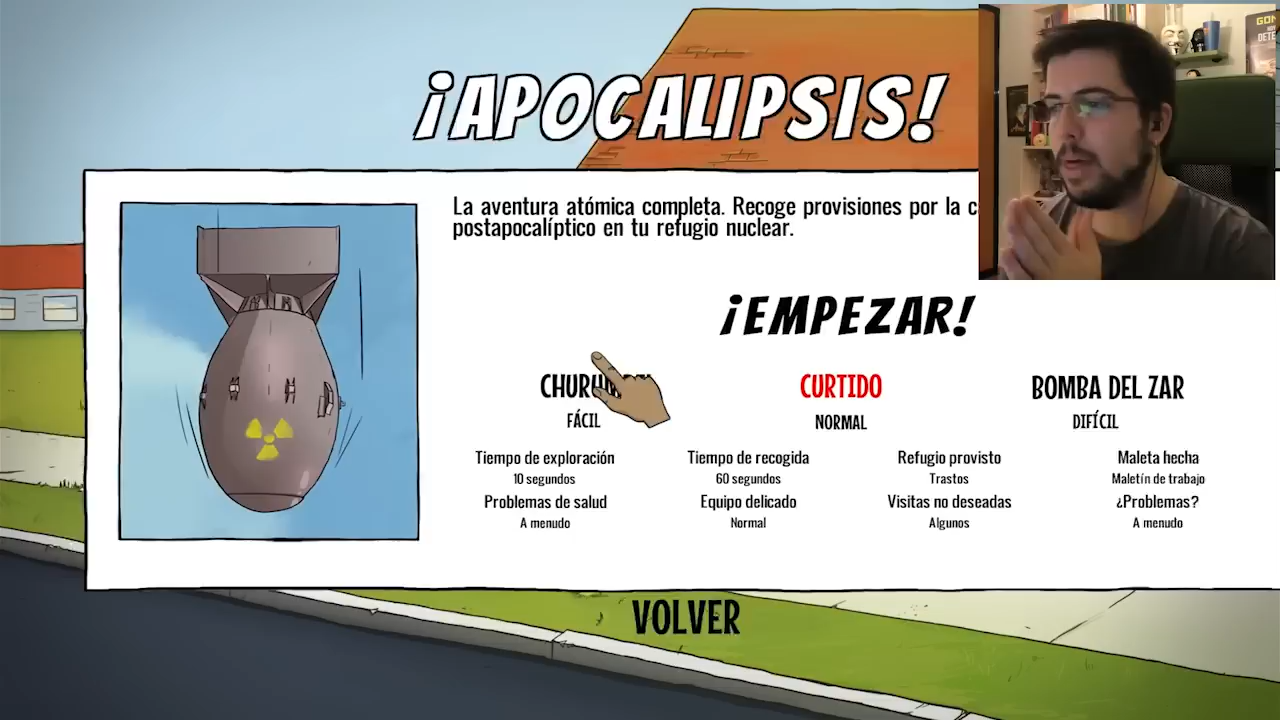 ¡APOCALIPSIS!
La aventura atómica completa. Recoge provisiones por la
postapocalíptico en tu refugio nuclear.
¡EMPEZAR!
CURTIDO
BOMBA DEL ZAR
FÁCIL
NORMAL
DIFÍCIL
Tiempo de exploración
Tiempo de recogida
Refugio provisto
Maleta hecha
10 segundos
60 segundos
Trastos
Maletín de trabajo
Problemas de salud
Equipo delicado
Visitas no deseadas
¿Problemas?
A menudo
Normal
Algunos
A menudo
VOLVER